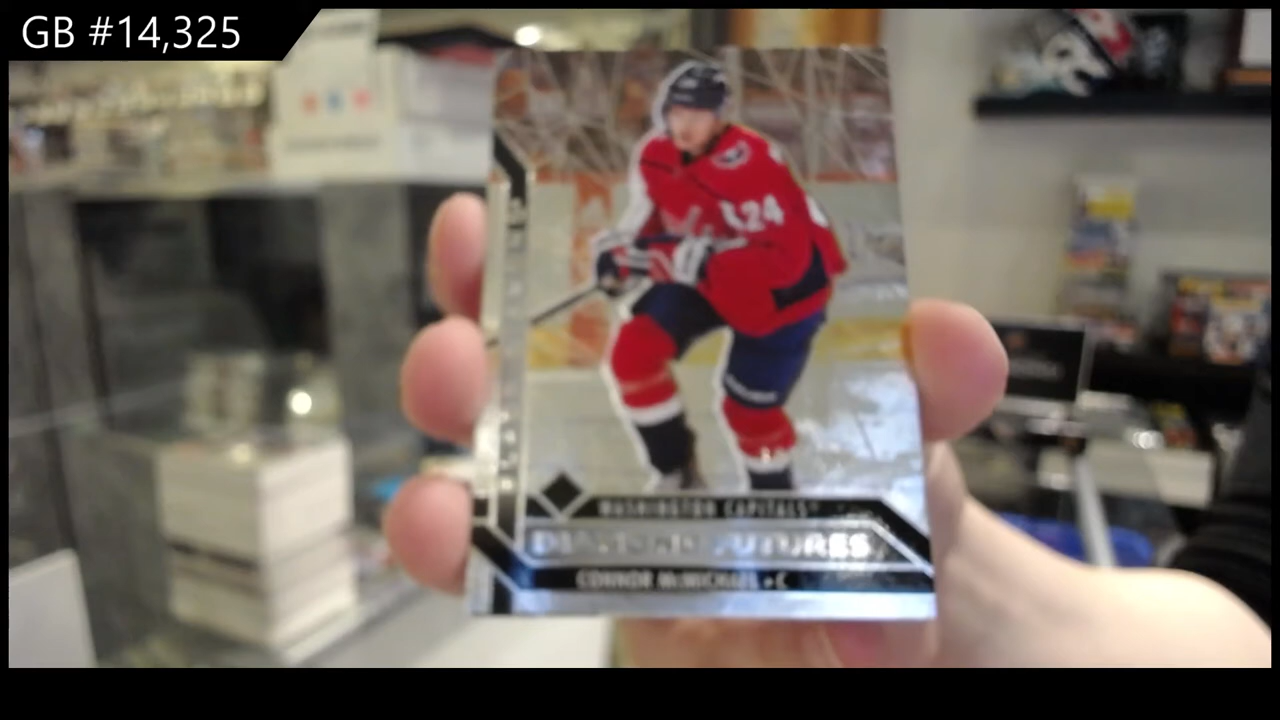 GB #14,325
24
WASHINGTON CAPITALS
DIAMOND FUTURES
CONNOR McMICHAEL • C